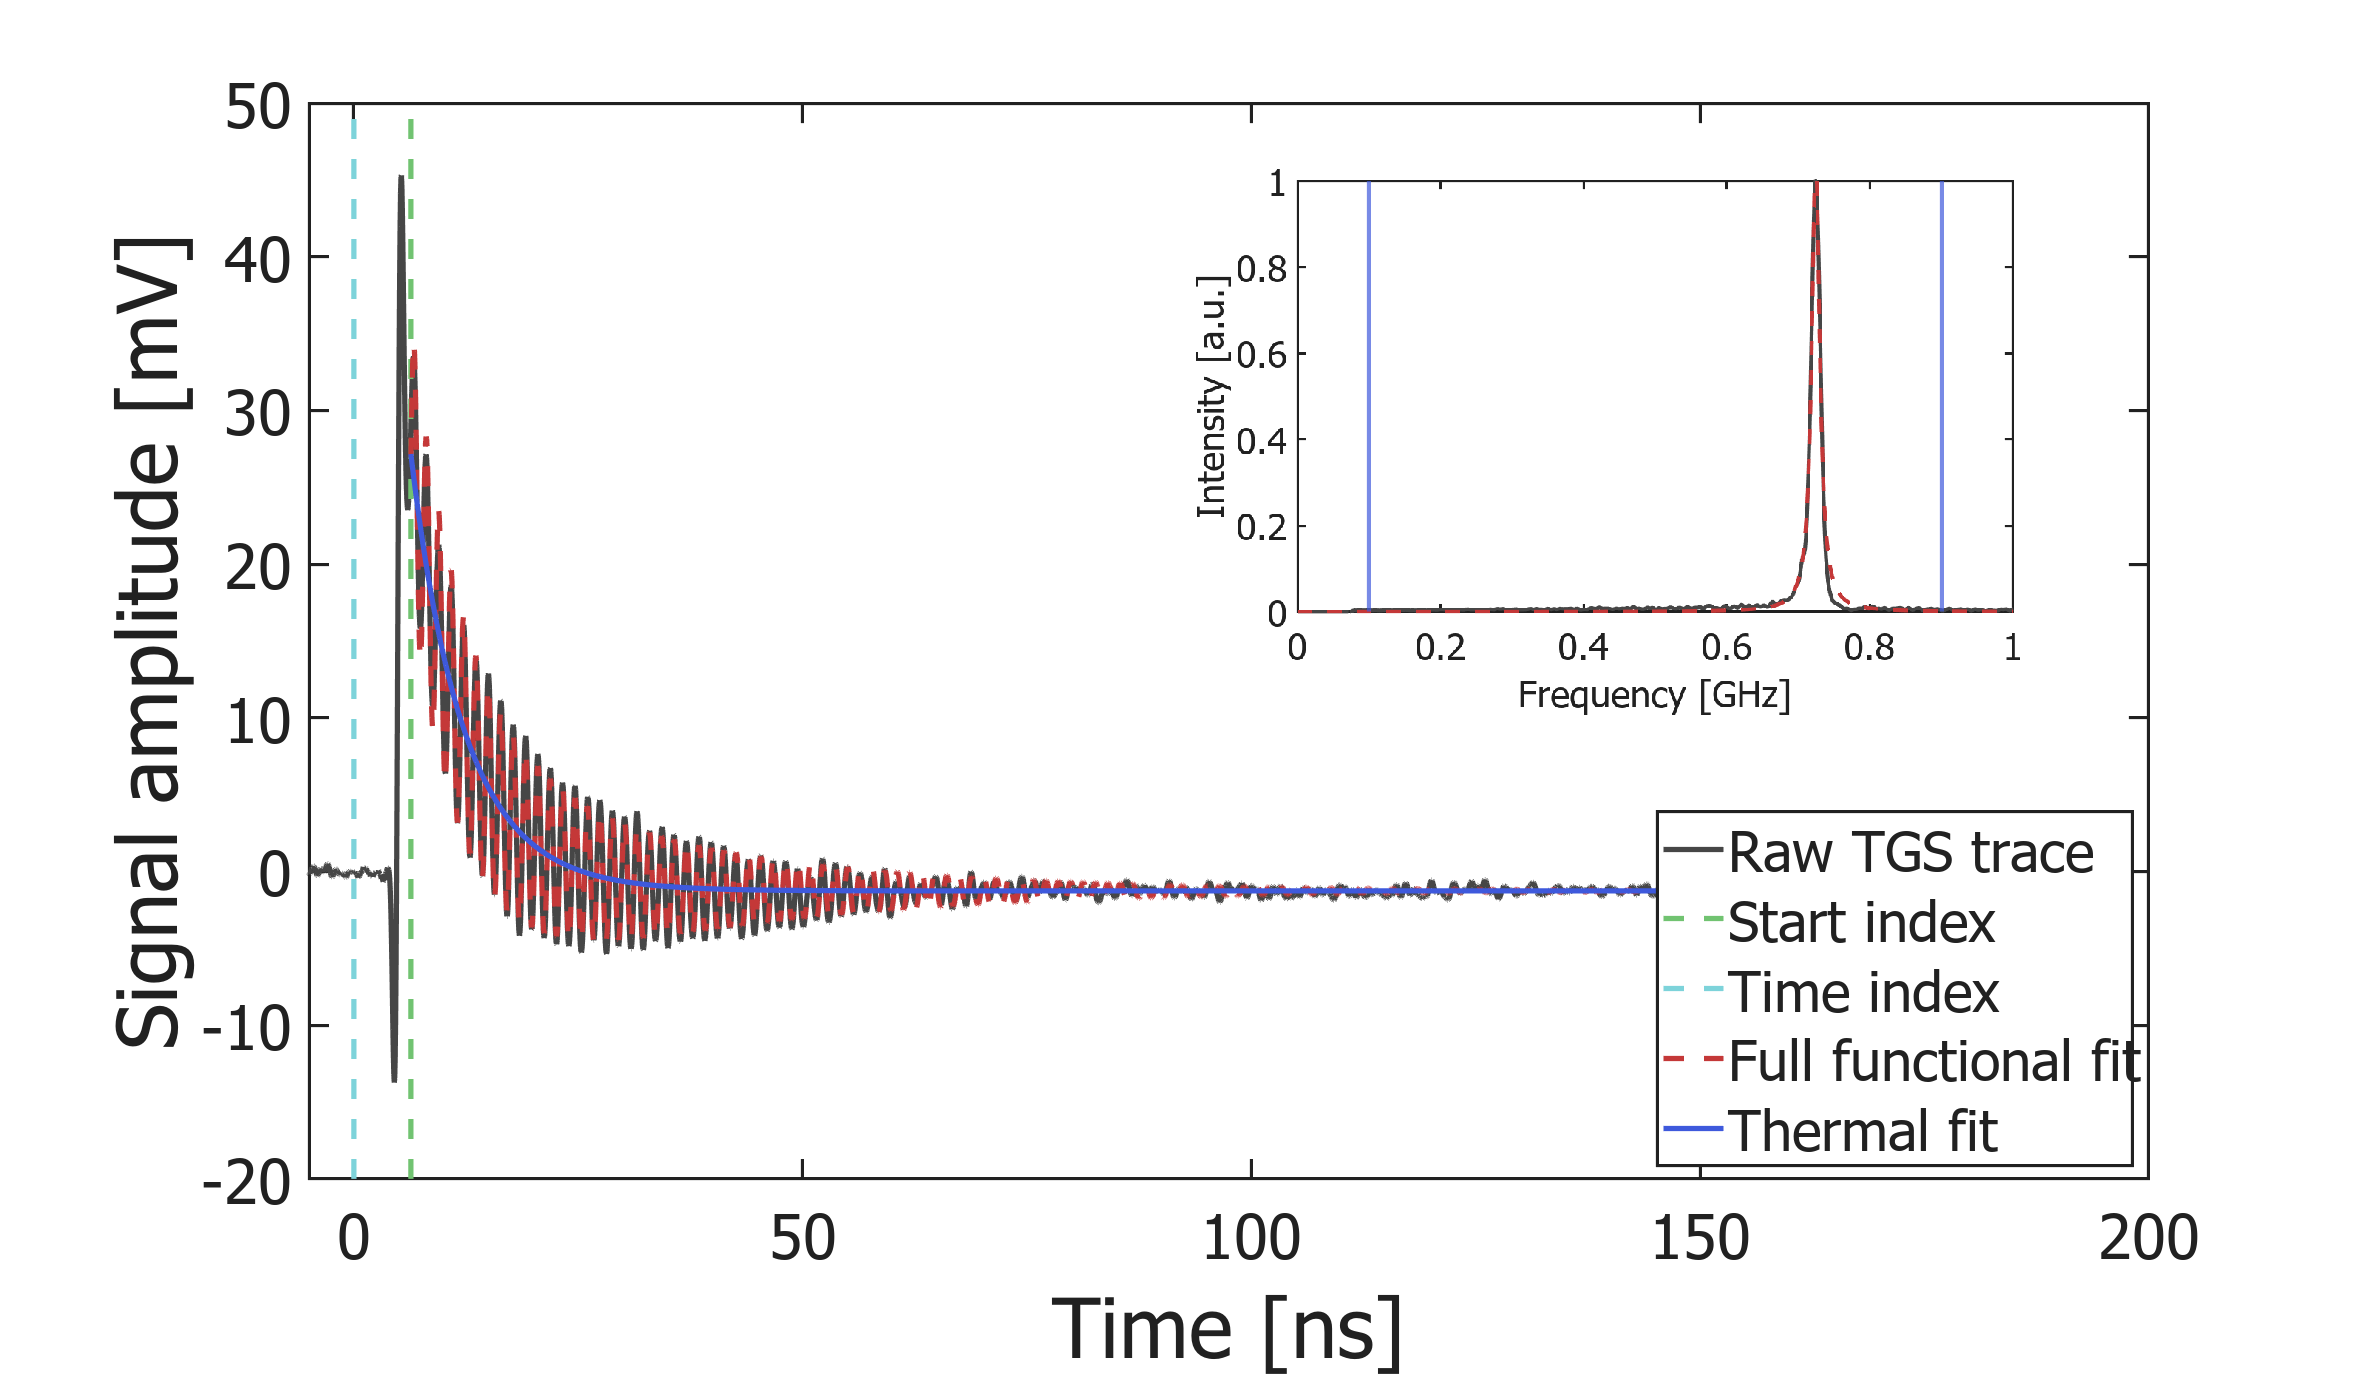 50
40
30
20
10
0
-10
-20
Signal amplitude [mV]
0
50
100
150
200
Time [ns]
1
0.8
0.6
0.4
0.2
0
Intensity [a.u.]
0
0.2
0.4
0.6
0.8
1
Frequency [GHz]
Raw TGS trace
Start index
Time index
Full functional fit
Thermal fit